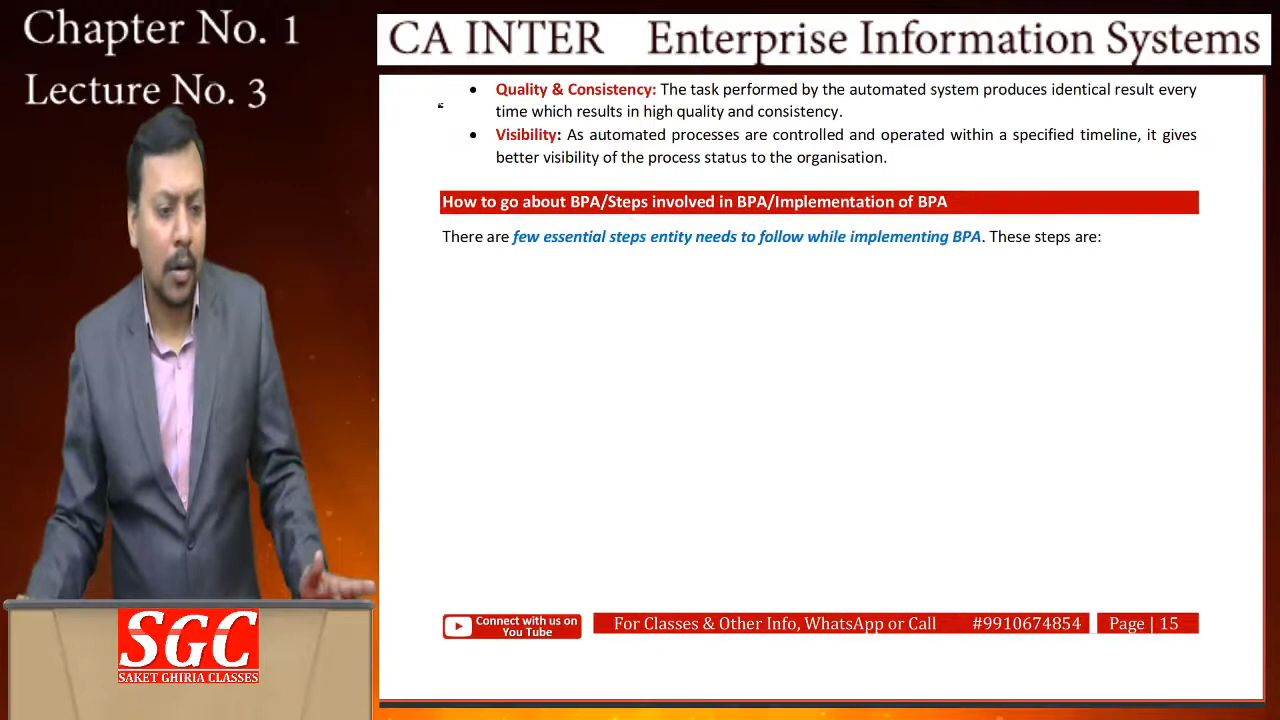 Chapter No. 1
Lecture No. 3
CA INTER Enterprise Information Systems
• Quality & Consistency: The task performed by the automated system produces identical result every
time which results in high quality and consistency.
• Visibility: As automated processes are controlled and operated within a specified timeline, it gives
better visibility of the process status to the organisation.
How to go about BPA/Steps involved in BPA/Implementation of BPA
There are few essential steps entity needs to follow while implementing BPA. These steps are:
Connect with us on
You Tube
For Classes & Other Info, WhatsApp or Call #9910674854
Page | 15
SGC
SAKET GHIRIA CLASSES